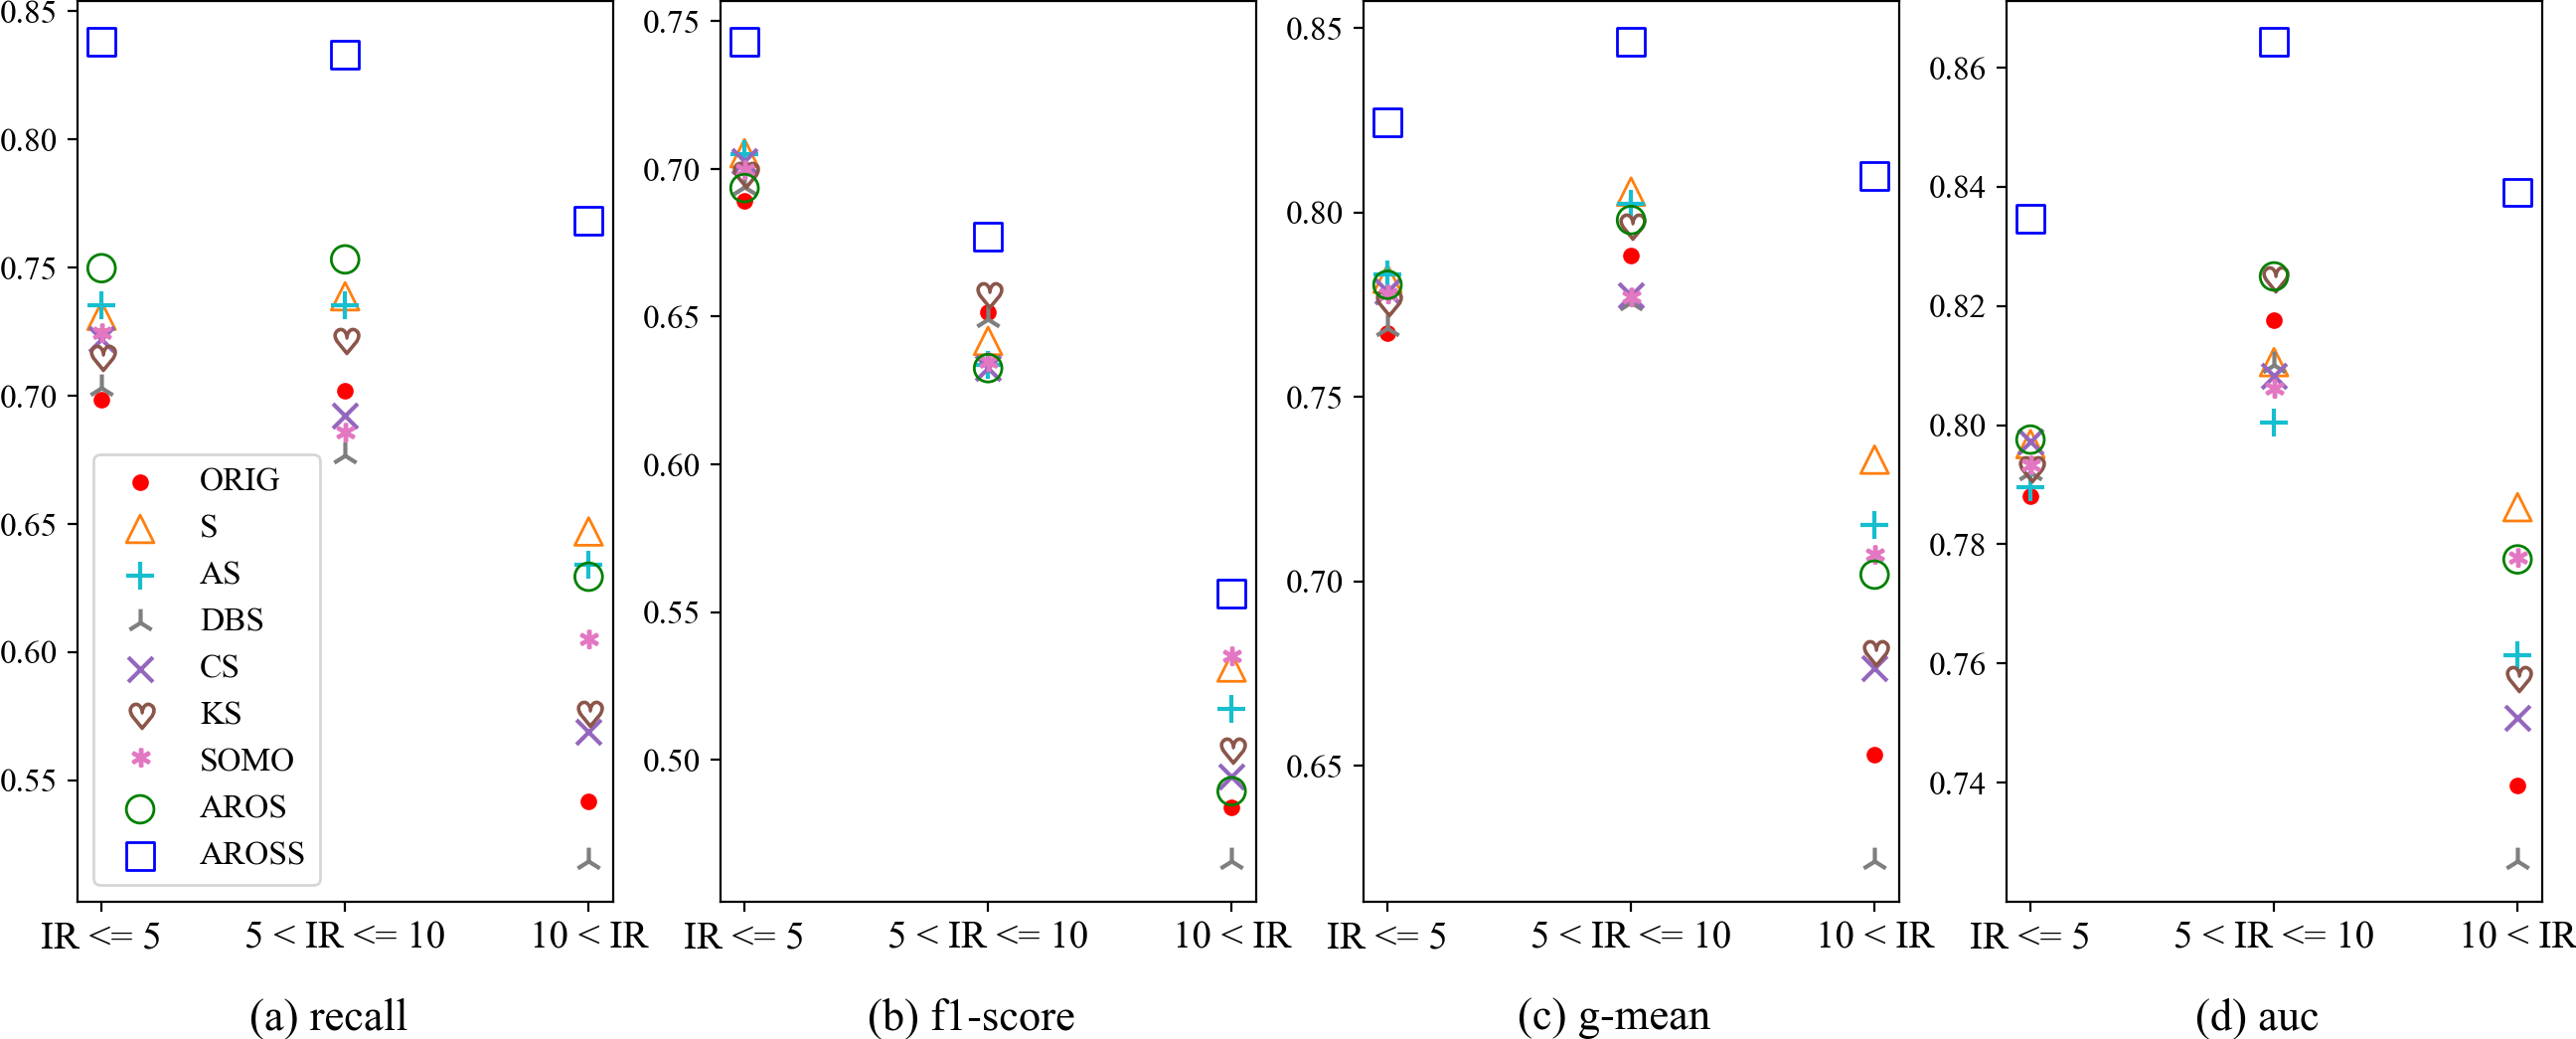 0.85
0.80
0.75
0.70
0.65
0.60
0.55
ORIG
S
AS
DBS
CS
KS
SOMO
AROS
AROSS
IR <= 5
5 < IR <= 10
10 < IR
(a) recall
0.75
0.70
0.65
0.60
0.55
0.50
IR <= 5
5 < IR <= 10
10 < IR
(b) f1-score
0.85
0.80
0.75
0.70
0.65
IR <= 5
5 < IR <= 10
10 < IR
(c) g-mean
0.86
0.84
0.82
0.80
0.78
0.76
0.74
IR <= 5
5 < IR <= 10
10 < IR
(d) auc